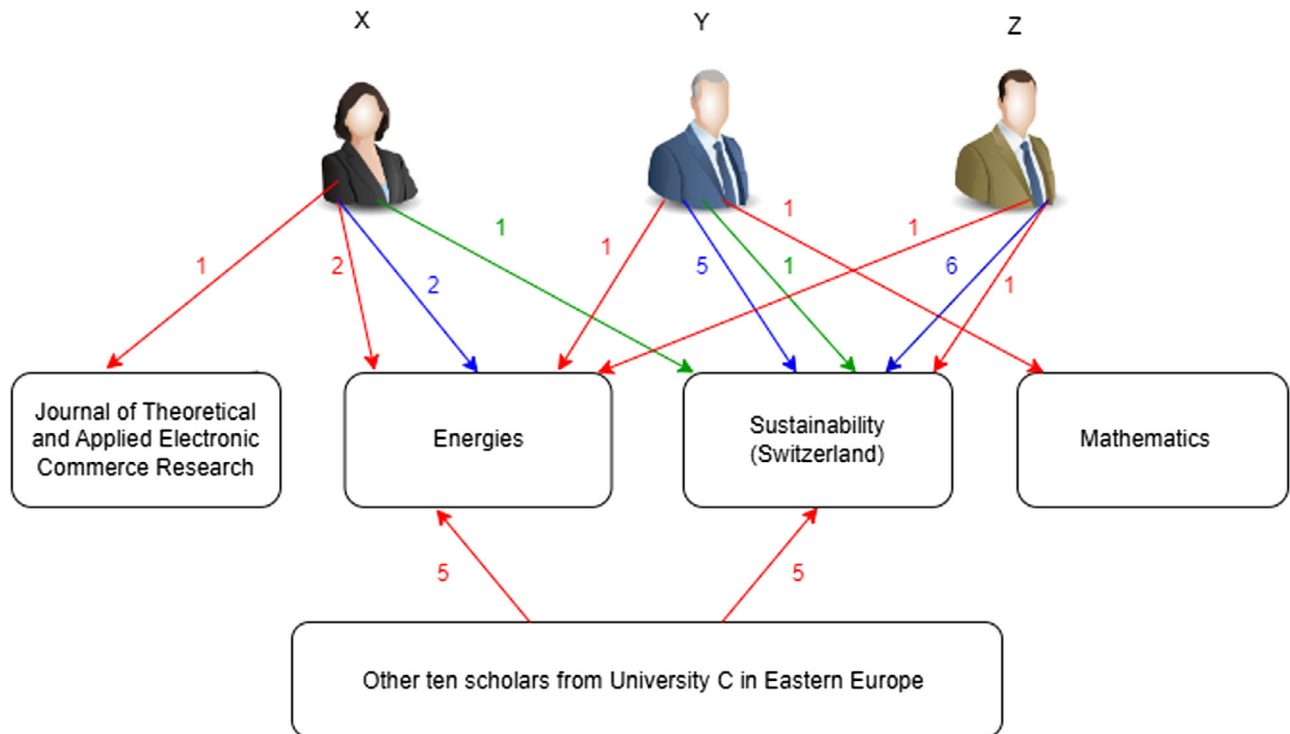 X
Y
Z
1
2
2
1
1
5
1
1
1
6
1
Journal of Theoretical
and Applied Electronic
Commerce Research
Energies
Sustainability
(Switzerland)
Mathematics
5
5
Other ten scholars from University C in Eastern Europe